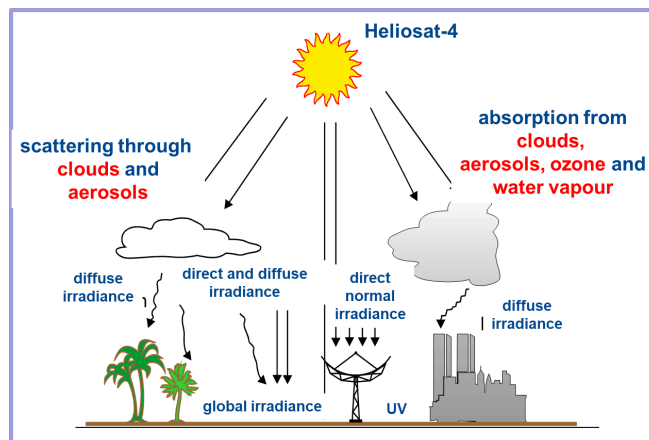 Heliosat-4
scattering through
clouds and
aerosols
absorption from
clouds,
aerosols, ozone and
water vapour
diffuse
irradiance
direct and diffuse
irradiance
direct
normal
irradiance
diffuse
irradiance
global irradiance
UV